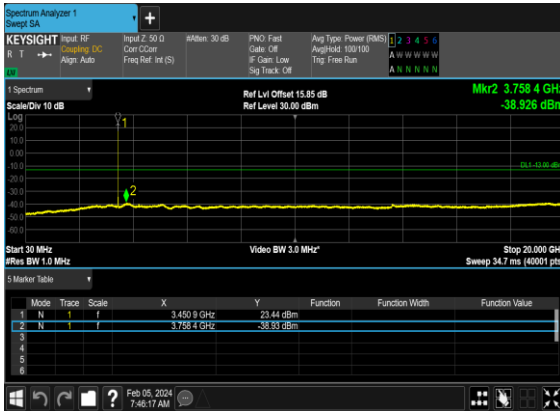 Spectrum Analyzer 1
Swept SA
+
KEYSIGHT Input: RF Input Z: 50 Ω #Atten: 30 dB PNO: Fast Avg Type: Power (RMS) 1 2 3 4 5 6
R T Coupling: DC Corr CCorr Gate: Off Avg|Hold: 100/100 A W W W W W
Align: Auto Freq Ref: Int (S) IF Gain: Low Trig: Free Run
Sig Track: Off A N N N N N
1 Spectrum Ref Lvl Offset 15.85 dB Mkr2 3.758 4 GHz
Scale/Div 10 dB Ref Level 30.00 dBm -38.926 dBm
Log
20.0
10.0
0.00
-10.0
-20.0
-30.0
-40.0
-50.0
-60.0
1
DL1 -13.00 dBm
2
Start 30 MHz Video BW 3.0 MHz* Stop 20.000 GHz
#Res BW 1.0 MHz Sweep 34.7 ms (40001 pts)
5 Marker Table
Mode Trace Scale X Y Function Function Width Function Value
1 N 1 f 3.450 9 GHz 23.44 dBm
2 N 1 f 3.758 4 GHz -38.93 dBm
3
4
5
6
? Feb 05, 2024
7:46:17 AM